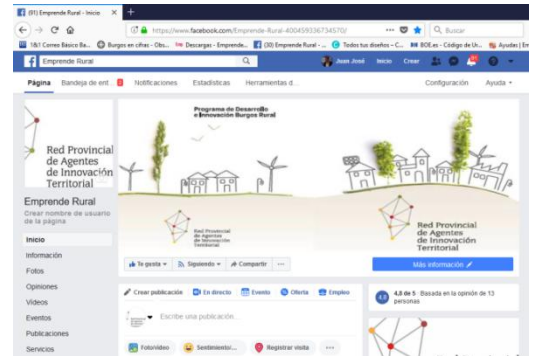 (91) Emprende Rural - Inicio
https://www.facebook.com/Emprende-Rural-400459336734570/
Buscar
1&1 Correo Básico Ba...
Burgos en cifras - Obs...
Descargas - Emprende...
(30) Emprende Rural - ...
Todos tus diseños – C...
BOE.es - Código de Ur...
Ayudas | Em
Emprende Rural
Juan José
Inicio
Crear
Página
Bandeja de ent...
Notificaciones
Estadísticas
Herramientas d...
Configuración
Ayuda
Red Provincial
de Agentes
de Innovación
Territorial
Programa de Desarrollo
e Innovación Burgos Rural
Red Provincial
de Agentes
de Innovación
Territorial
Red Provincial
de Agentes
de Innovación
Territorial
Emprende Rural
Crear nombre de usuario
de la página
Inicio
Información
Fotos
Opiniones
Vídeos
Eventos
Publicaciones
Servicios
Te gusta
Siguiendo
Compartir
...
Más información
Crear publicación
En directo
Evento
Oferta
Empleo
Escribe una publicación...
Foto/vídeo
Sentimiento/...
Registrar visita
...
4,8
4,8 de 5 · Basada en la opinión de 13
personas
Red Provincial